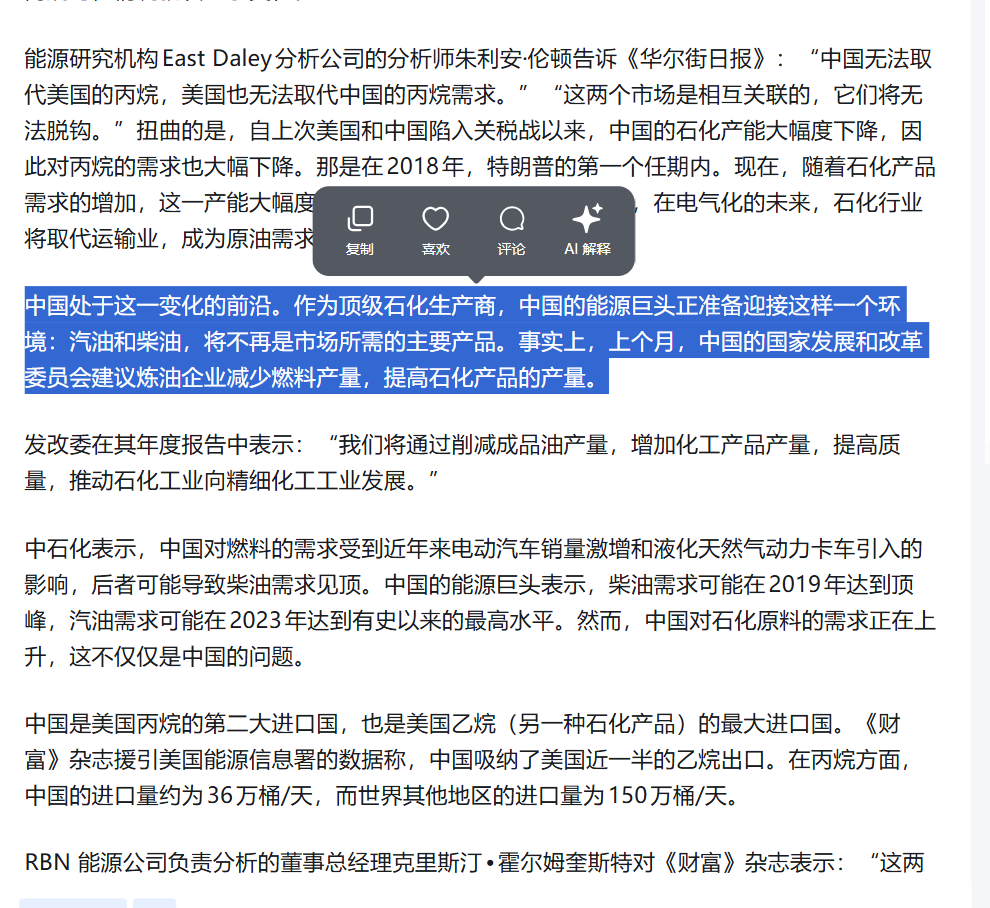 能源研究机构East Daley分析公司的分析师朱利安·伦顿告诉《华尔街日报》：“中国无法取
代美国的丙烷，美国也无法取代中国的丙烷需求。”“这两个市场是相互关联的，它们将无
法脱钩。”扭曲的是，自上次美国和中国陷入关税战以来，中国的石化产能大幅度下降，因
此对丙烷的需求也大幅下降。那是在2018年，特朗普的第一个任期内。现在，随着石化产品
需求的增加，这一产能大幅度
，在电气化的未来，石化行业
将取代运输业，成为原油需求
复制
喜欢
评论
AI 解释
中国处于这一变化的前沿。作为顶级石化生产商，中国的能源巨头正准备迎接这样一个环
境：汽油和柴油，将不再是市场所需的主要产品。事实上，上个月，中国的国家发展和改革
委员会建议炼油企业减少燃料产量，提高石化产品的产量。
发改委在其年度报告中表示：“我们将通过削减成品油产量，增加化工产品产量，提高质
量，推动石化工业向精细化工工业发展。”
中石化表示，中国对燃料的需求受到近年来电动汽车销量激增和液化天然气动力卡车引入的
影响，后者可能导致柴油需求见顶。中国的能源巨头表示，柴油需求可能在2019年达到顶
峰，汽油需求可能在2023年达到有史以来的最高水平。然而，中国对石化原料的需求正在上
升，这不仅仅是中国的问题。
中国是美国丙烷的第二大进口国，也是美国乙烷（另一种石化产品）的最大进口国。《财
富》杂志援引美国能源信息署的数据称，中国吸纳了美国近一半的乙烷出口。在丙烷方面，
中国的进口量约为36万桶/天，而世界其他地区的进口量为150万桶/天。
RBN 能源公司负责分析的董事总经理克里斯汀•霍尔姆奎斯特对《财富》杂志表示：“这两